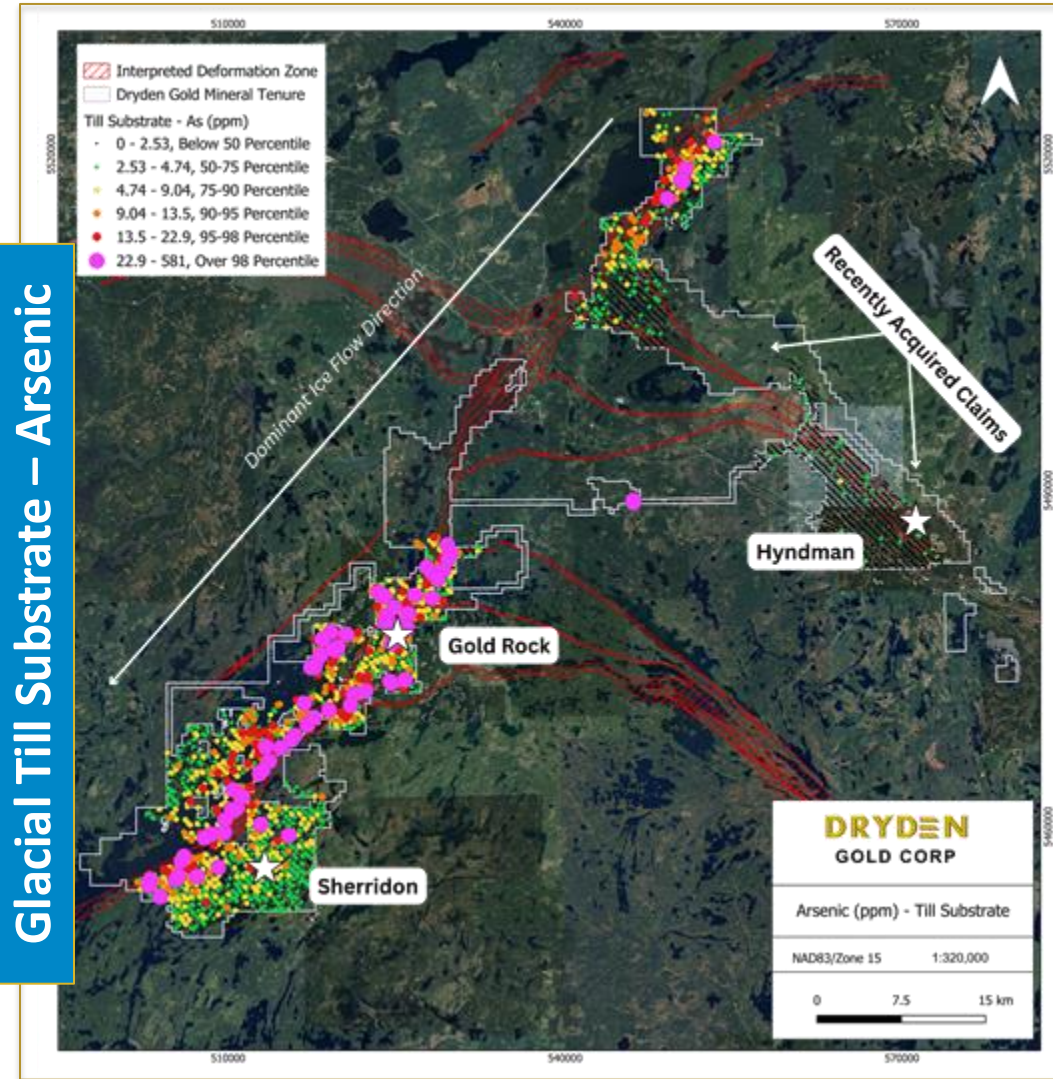 Glacial Till Substrate – Arsenic
510000
540000
570000
Interpreted Deformation Zone
Dryden Gold Mineral Tenure
Till Substrate - As (ppm)
0 - 2.53, Below 50 Percentile
2.53 - 4.74, 50-75 Percentile
4.74 - 9.04, 75-90 Percentile
9.04 - 13.5, 90-95 Percentile
13.5 - 22.9, 95-98 Percentile
22.9 - 581, Over 98 Percentile
5520000
5520000
Dominant Ice Flow Direction
Recently Acquired Claims
5490000
Hyndman
Gold Rock
Sherridon
5460000
DRYDEN
GOLD CORP
Arsenic (ppm) - Till Substrate
NAD83/Zone 15
1:320,000
0
7.5
15 km
510000
540000
570000